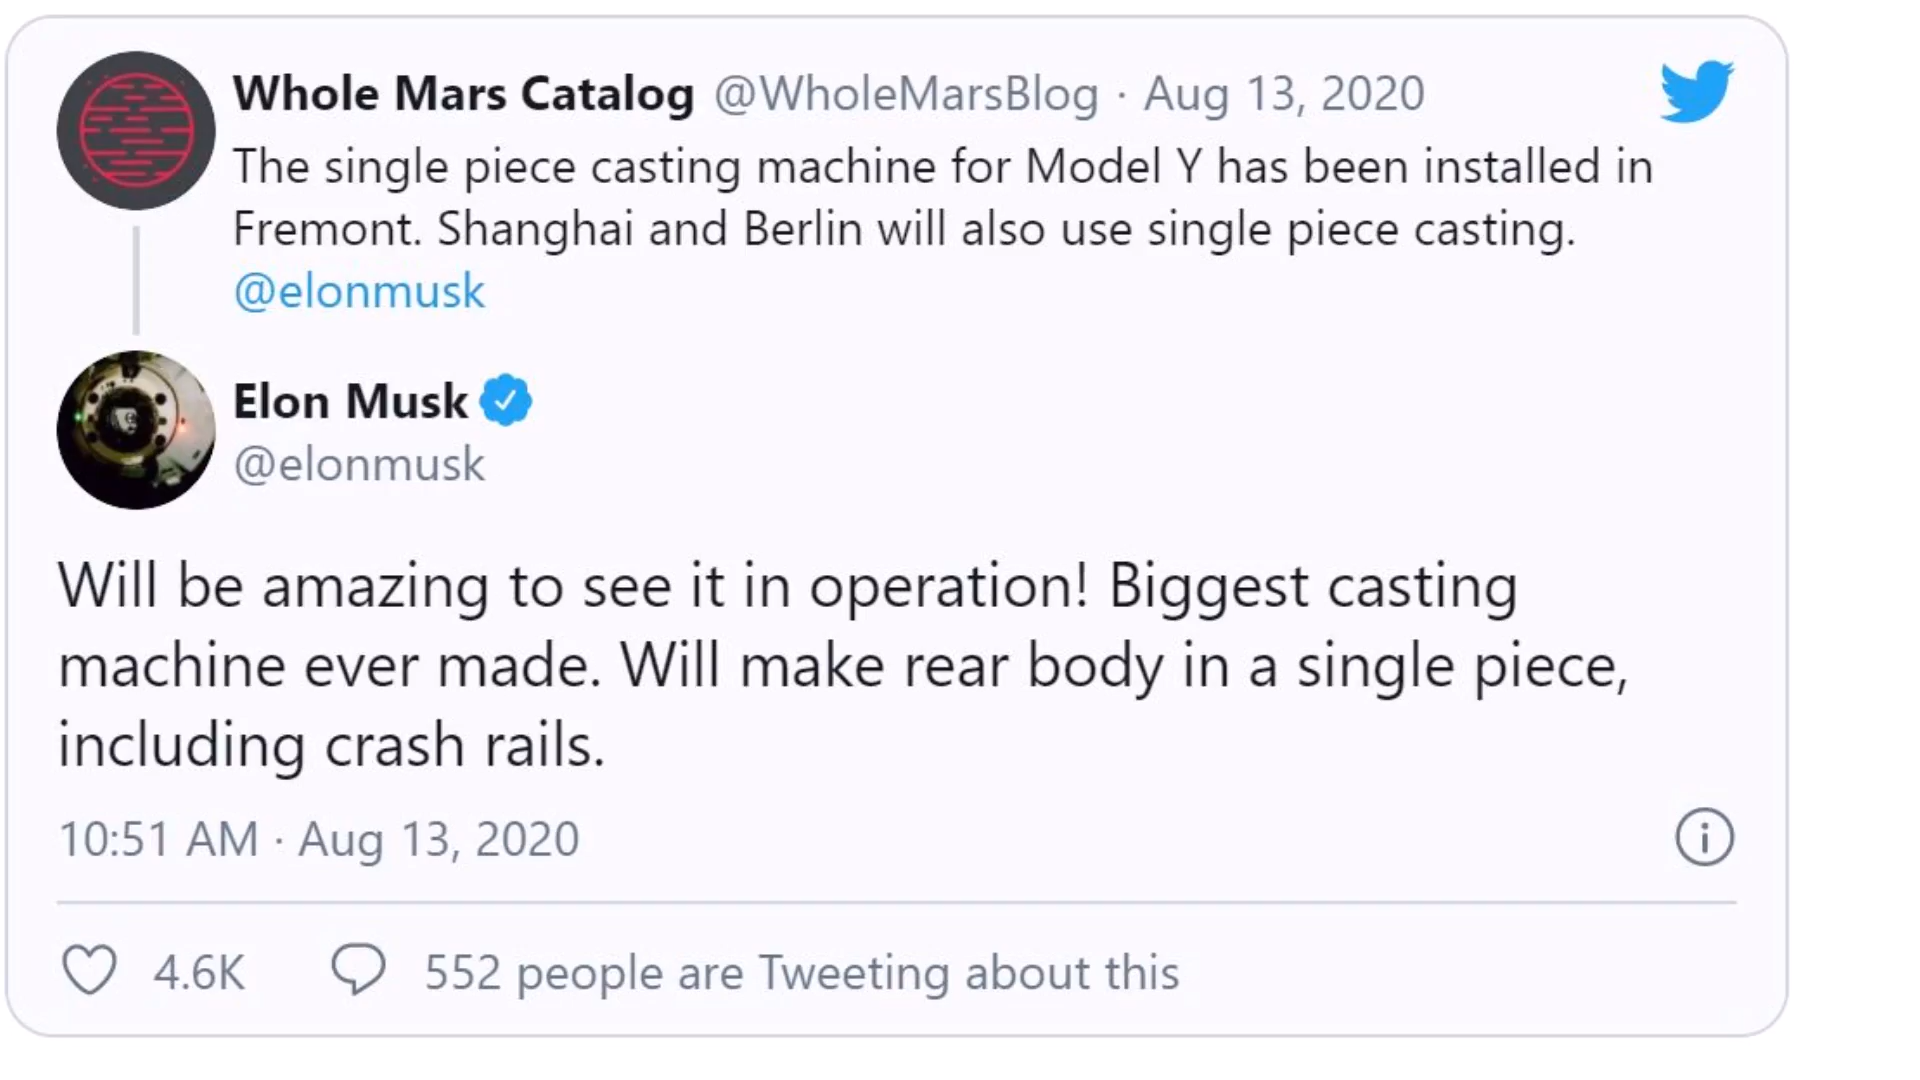 Whole Mars Catalog @WholeMarsBlog · Aug 13, 2020
The single piece casting machine for Model Y has been installed in
Fremont. Shanghai and Berlin will also use single piece casting.
@elonmusk
Elon Musk
@elonmusk
Will be amazing to see it in operation! Biggest casting
machine ever made. Will make rear body in a single piece,
including crash rails.
10:51 AM · Aug 13, 2020
4.6K 552 people are Tweeting about this